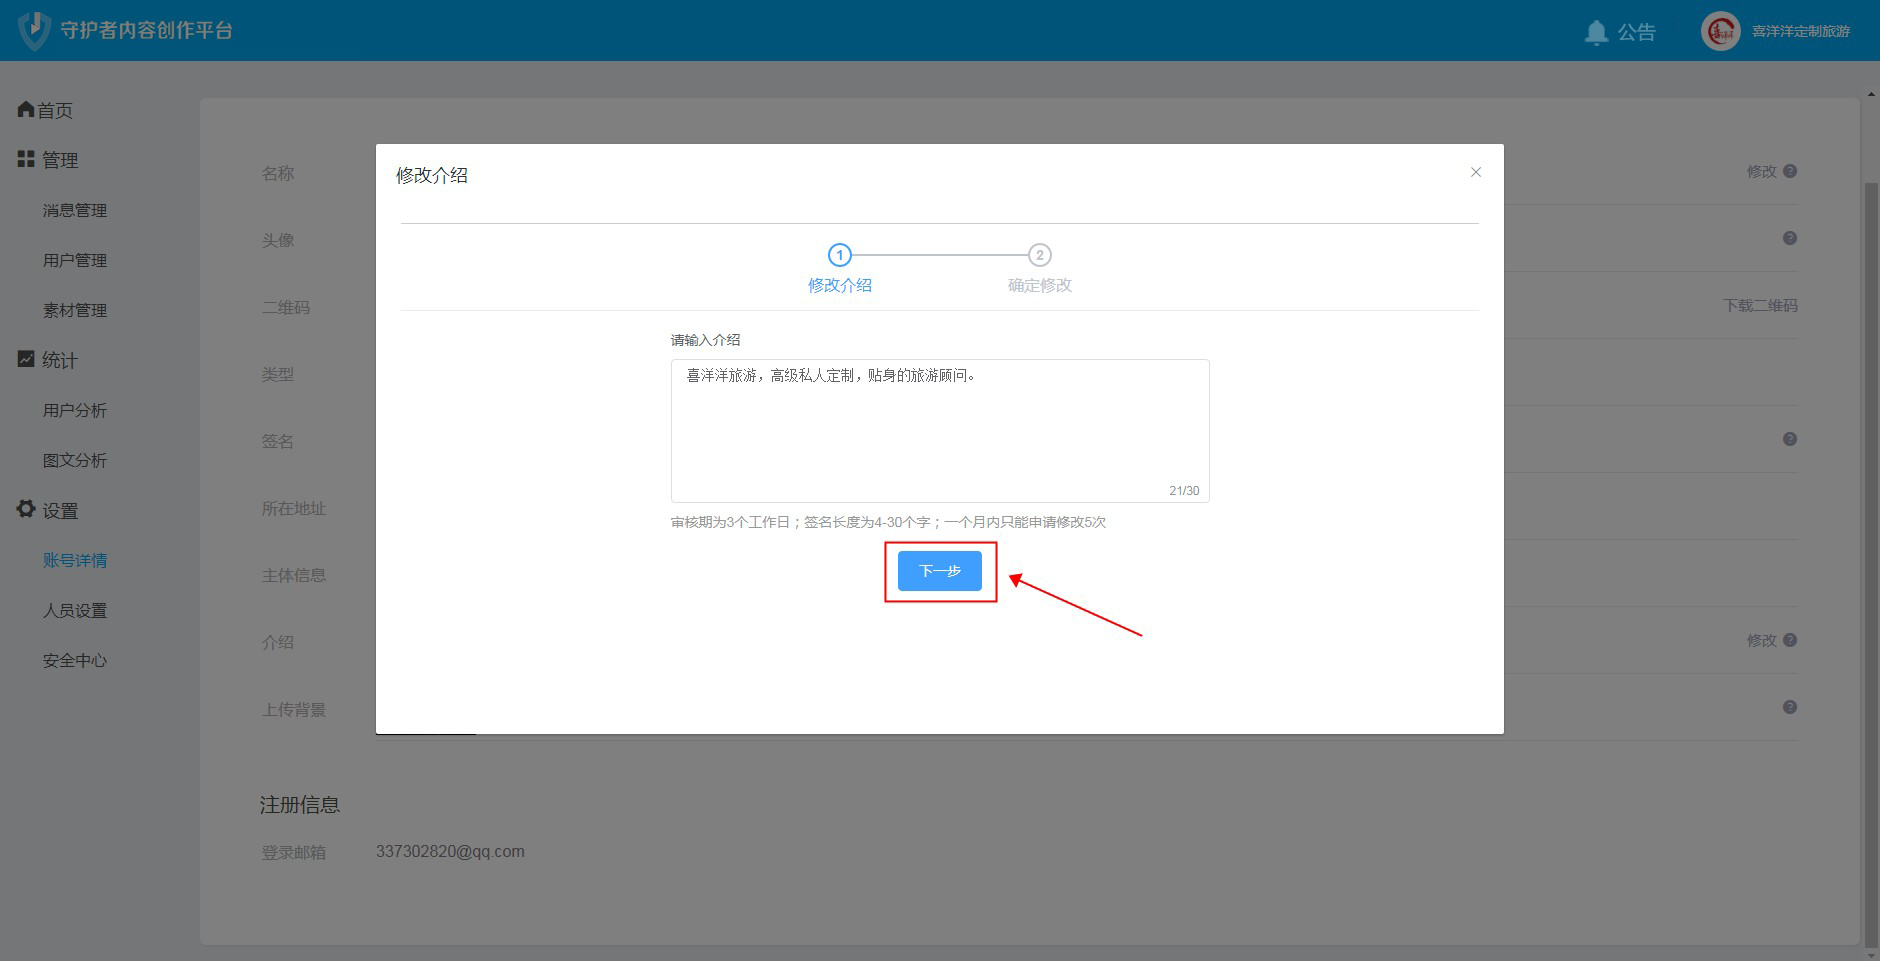 守护者内容创作平台
公告
喜洋洋定制旅游
首页
管理
消息管理
用户管理
素材管理
统计
用户分析
图文分析
设置
账号详情
人员设置
安全中心
名称
修改
头像
二维码
下载二维码
类型
签名
所在地址
主体信息
介绍
修改
上传背景
修改介绍
1
2
修改介绍
确定修改
请输入介绍
喜洋洋旅游，高级私人定制，贴身的旅游顾问。
21/30
审核期为3个工作日；签名长度为4-30个字；一个月内只能申请修改5次
下一步
注册信息
登录邮箱
337302820@qq.com